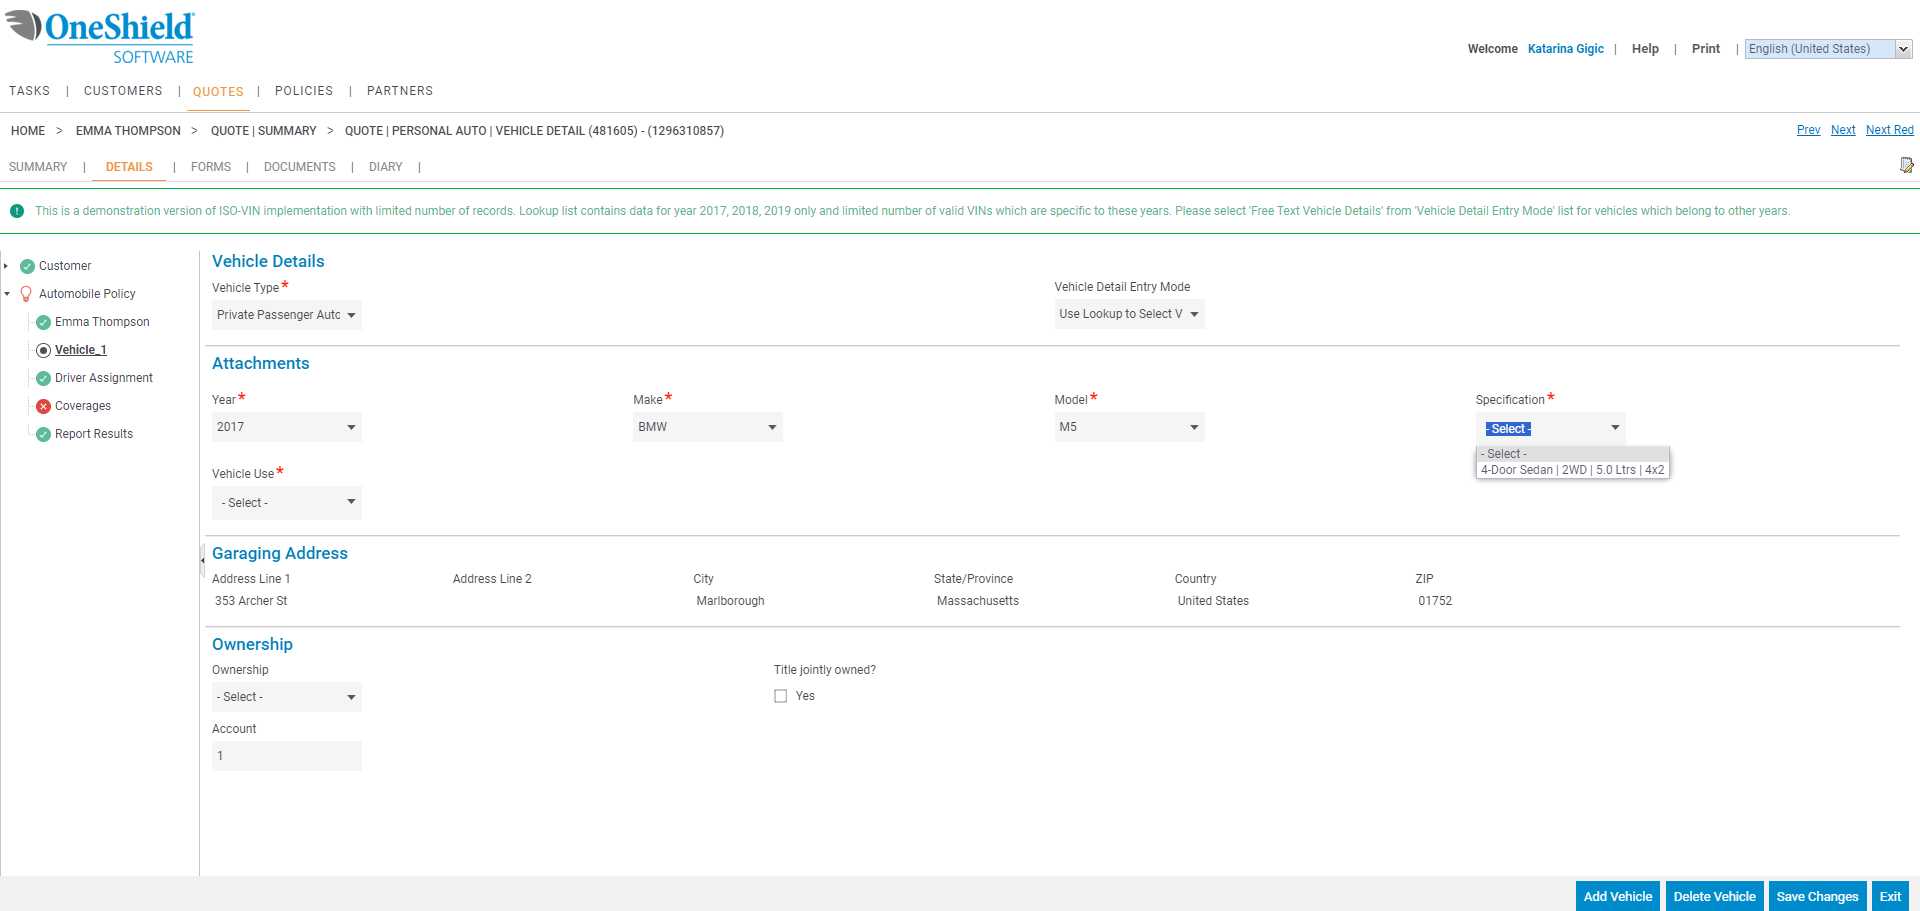 OneShield
SOFTWARE
Welcome Katarina Gigic | Help | Print | English (United States)
TASKS | CUSTOMERS | QUOTES | POLICIES | PARTNERS
HOME > EMMA THOMPSON > QUOTE | SUMMARY > QUOTE | PERSONAL AUTO | VEHICLE DETAIL (481605) - (1296310857)
Prev Next Next Red
SUMMARY | DETAILS | FORMS | DOCUMENTS | DIARY |
This is a demonstration version of ISO-VIN implementation with limited number of records. Lookup list contains data for year 2017, 2018, 2019 only and limited number of valid VINs which are specific to these years. Please select 'Free Text Vehicle Details' from 'Vehicle Detail Entry Mode' list for vehicles which belong to other years.
Customer
Automobile Policy
Emma Thompson
Vehicle_1
Driver Assignment
Coverages
Report Results
Vehicle Details
Vehicle Type* Vehicle Detail Entry Mode
Private Passenger Auto Use Lookup to Select V
Attachments
Year* Make* Model* Specification*
2017 BMW M5 - Select -
- Select -
4-Door Sedan | 2WD | 5.0 Ltrs | 4x2
Vehicle Use*
- Select -
Garaging Address
Address Line 1 Address Line 2 City State/Province Country ZIP
353 Archer St Marlborough Massachusetts United States 01752
Ownership
Ownership Title jointly owned?
- Select - Yes
Account
1
Add Vehicle Delete Vehicle Save Changes Exit